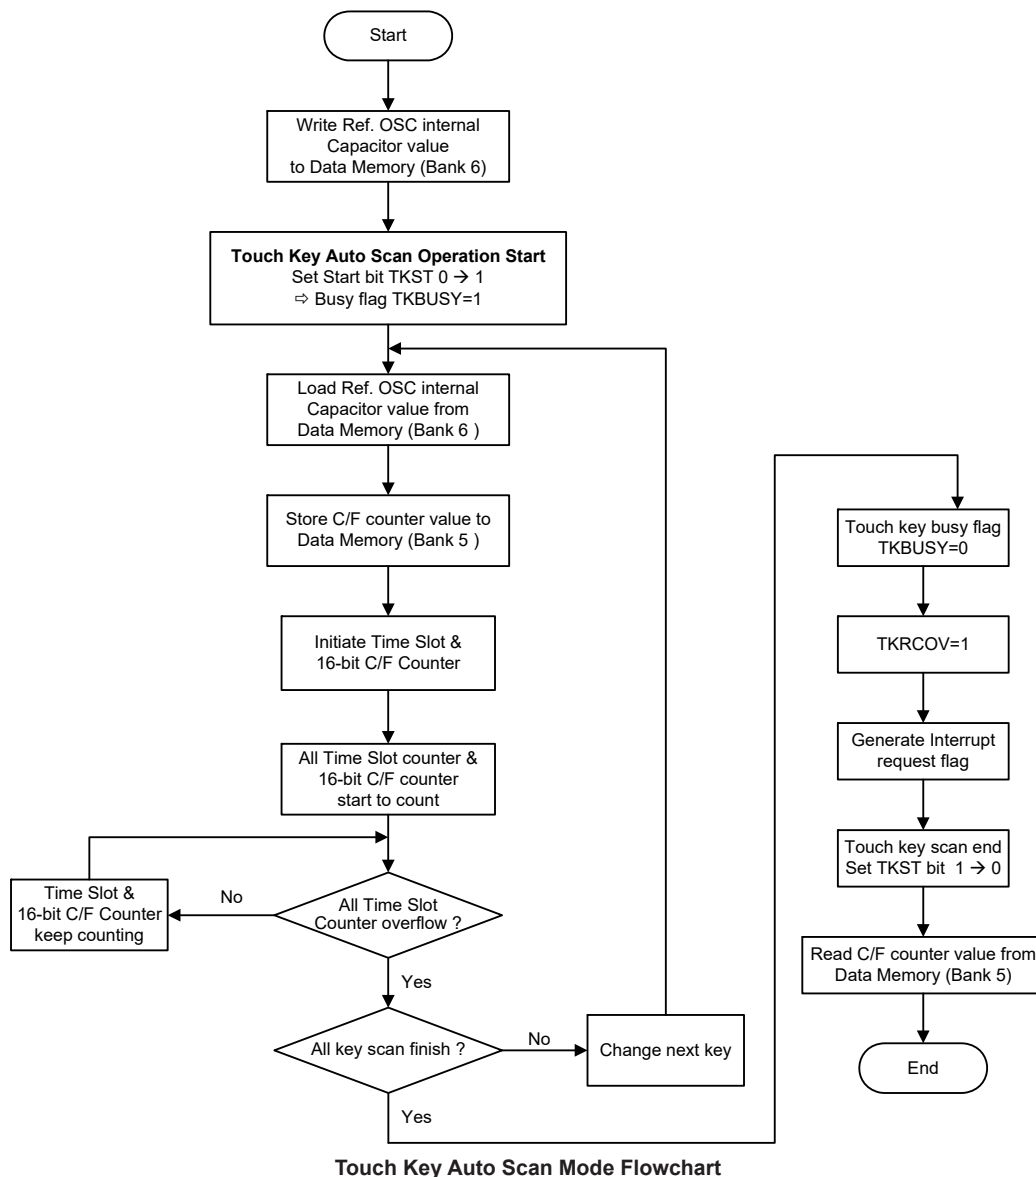 Start
Write Ref. OSC internal
Capacitor value
to Data Memory (Bank 6)
Touch Key Auto Scan Operation Start
Set Start bit TKST 0 → 1
⇨ Busy flag TKBUSY=1
Load Ref. OSC internal
Capacitor value from
Data Memory (Bank 6 )
Store C/F counter value to
Data Memory (Bank 5 )
Initiate Time Slot &
16-bit C/F Counter
All Time Slot counter &
16-bit C/F counter
start to count
Time Slot &
16-bit C/F Counter
keep counting
No
All Time Slot
Counter overflow ?
Yes
All key scan finish ?
No
Change next key
Yes
Touch key busy flag
TKBUSY=0
TKRCOV=1
Generate Interrupt
request flag
Touch key scan end
Set TKST bit 1 → 0
Read C/F counter value from
Data Memory (Bank 5)
End
Touch Key Auto Scan Mode Flowchart